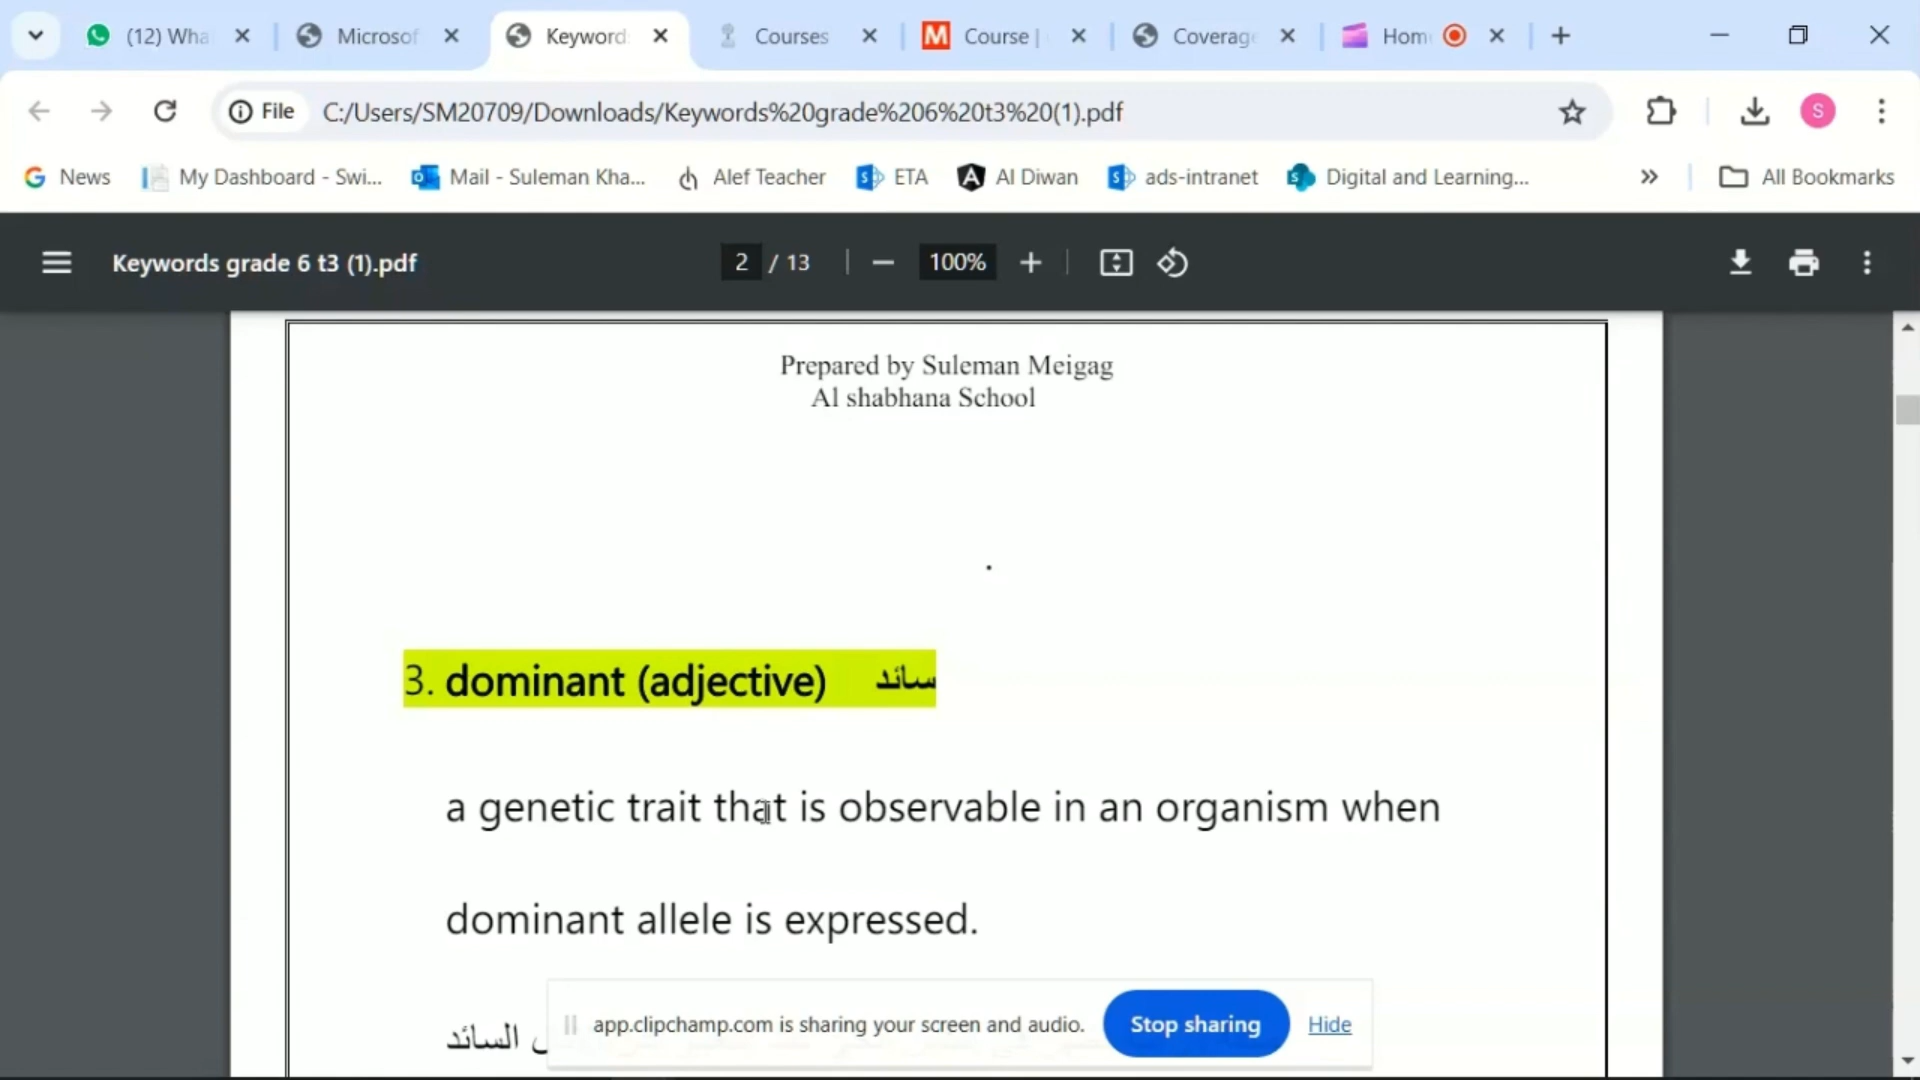 (12) Wha
Microsof
Keyword
Courses
Course |
Coverag
Hom
File
C:/Users/SM20709/Downloads/Keywords%20grade%206%20t3%20(1).pdf
S
News
My Dashboard - Swi...
Mail - Suleman Kha...
Alef Teacher
ETA
Al Diwan
ads-intranet
Digital and Learning...
All Bookmarks
Keywords grade 6 t3 (1).pdf
2 / 13
100%
Prepared by Suleman Meigag
Al shabhana School
.
3. dominant (adjective) سائد
a genetic trait that is observable in an organism when
dominant allele is expressed.
السائد
app.clipchamp.com is sharing your screen and audio.
Stop sharing
Hide